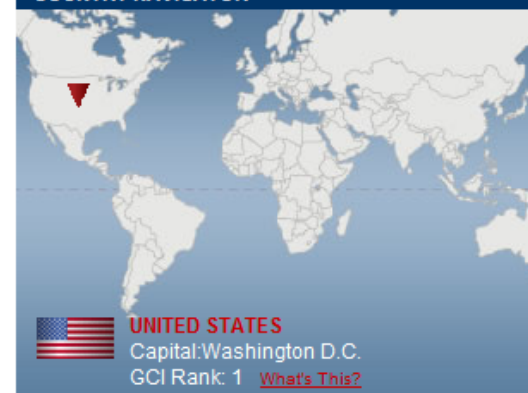 UNITED STATES
Capital:Washington D.C.
GCI Rank: 1 What's This?